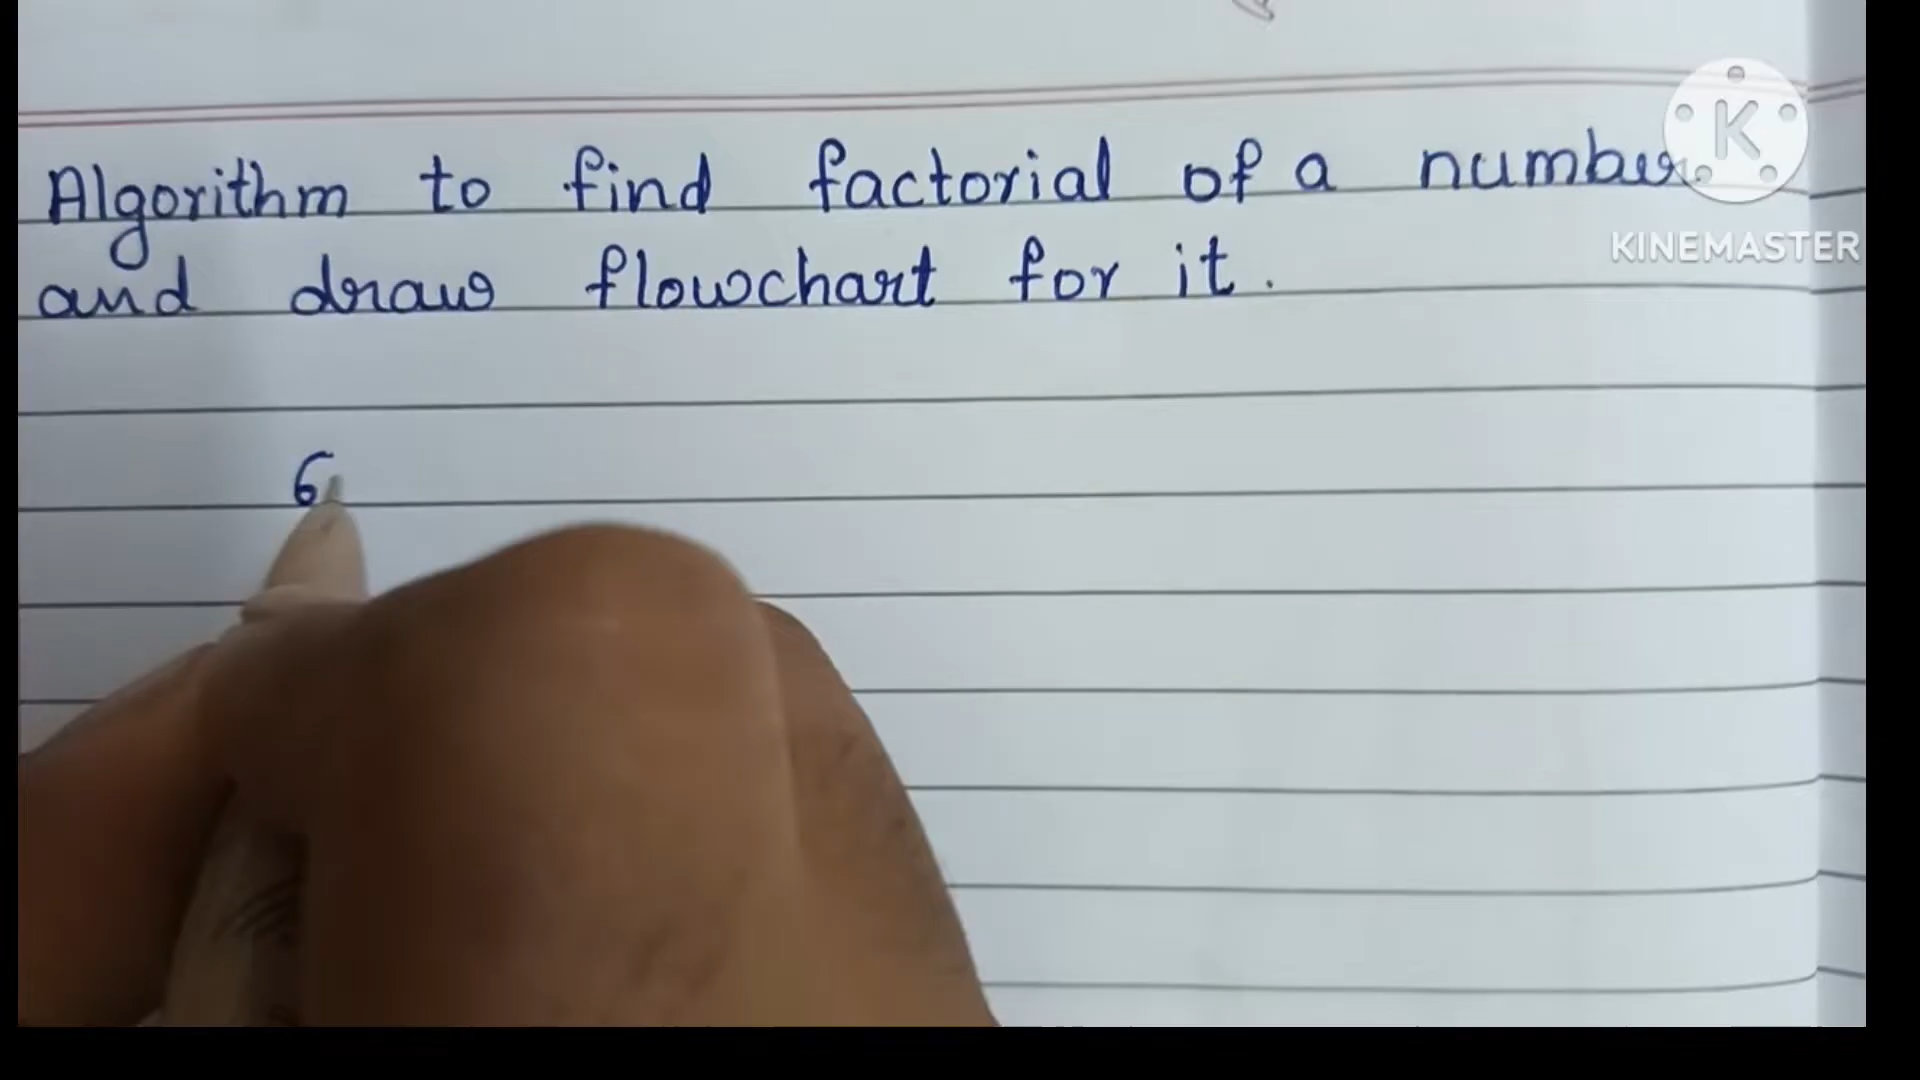 Algorithm to find factorial of a number.
and draw flowchart for it.
6
K
KINEMASTER